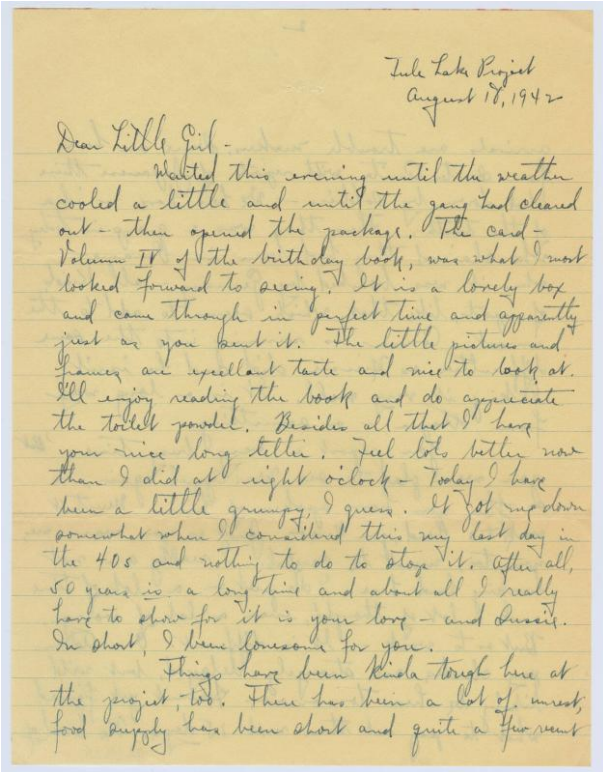 Tule Lake Project
August 18, 1942
Dear Little Girl -
Waited this evening until the weather
cooled a little and until the gang had cleared
out - then opened the package. The card -
Volumn IV of the birthday book, was what I most
looked forward to seeing. It is a lovely box
and came through in perfect time and apparently
just as you sent it. The little pictures and
frames are excellant taste and nice to look at.
I'll enjoy reading the book and do appreciate
the toilet powder. Besides all that I have
your nice long letter. Feel lots better now
than I did at eight o'clock - Today I have
been a little grumpy, I guess. It got me down
somewhat when I considered this my last day in
the 40s and nothing to do to stop it. After all,
50 years is a long time and about all I really
have to show for it is your love - and
In short, I been lonesome for you.
Things have been kinda tough here at
the project, too. There has been a lot of unrest,
food supply has been short and quite a few